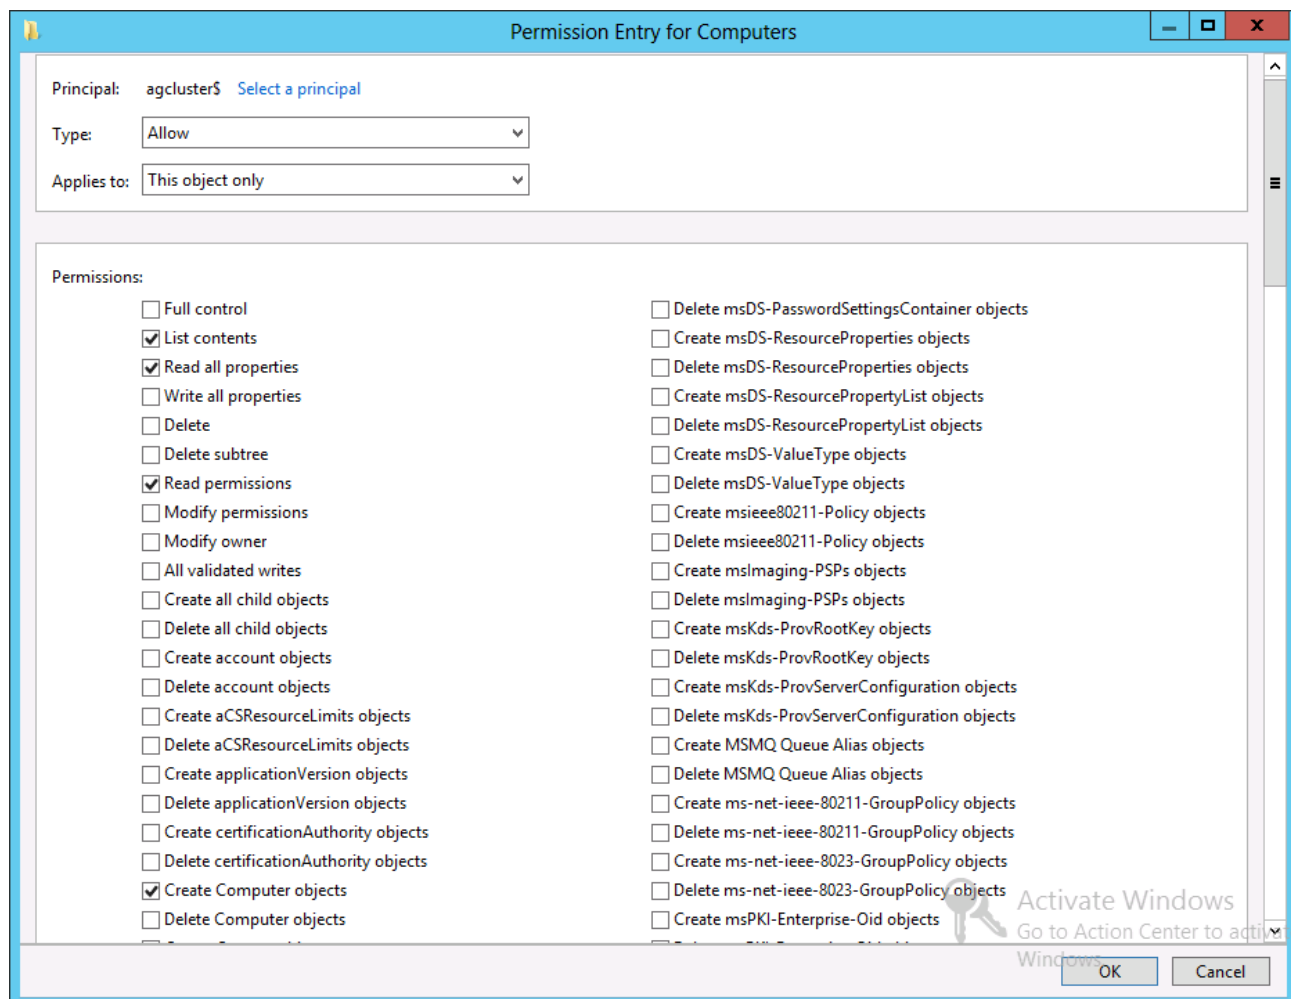 Permission Entry for Computers
Principal: agcluster$ Select a principal
Type: Allow
Applies to: This object only
Permissions:
Full control
List contents
Read all properties
Write all properties
Delete
Delete subtree
Read permissions
Modify permissions
Modify owner
All validated writes
Create all child objects
Delete all child objects
Create account objects
Delete account objects
Create aCSResourceLimits objects
Delete aCSResourceLimits objects
Create applicationVersion objects
Delete applicationVersion objects
Create certificationAuthority objects
Delete certificationAuthority objects
Create Computer objects
Delete Computer objects
Delete msDS-PasswordSettingsContainer objects
Create msDS-ResourceProperties objects
Delete msDS-ResourceProperties objects
Create msDS-ResourcePropertyList objects
Delete msDS-ResourcePropertyList objects
Create msDS-ValueType objects
Delete msDS-ValueType objects
Create msieee80211-Policy objects
Delete msieee80211-Policy objects
Create msImaging-PSPs objects
Delete msImaging-PSPs objects
Create msKds-ProvRootKey objects
Delete msKds-ProvRootKey objects
Create msKds-ProvServerConfiguration objects
Delete msKds-ProvServerConfiguration objects
Create MSMQ Queue Alias objects
Delete MSMQ Queue Alias objects
Create ms-net-ieee-80211-GroupPolicy objects
Delete ms-net-ieee-80211-GroupPolicy objects
Create ms-net-ieee-8023-GroupPolicy objects
Delete ms-net-ieee-8023-GroupPolicy objects
Create msPKI-Enterprise-Oid objects
Activate Windows
Go to Action Center to activat
Windows.
OK Cancel